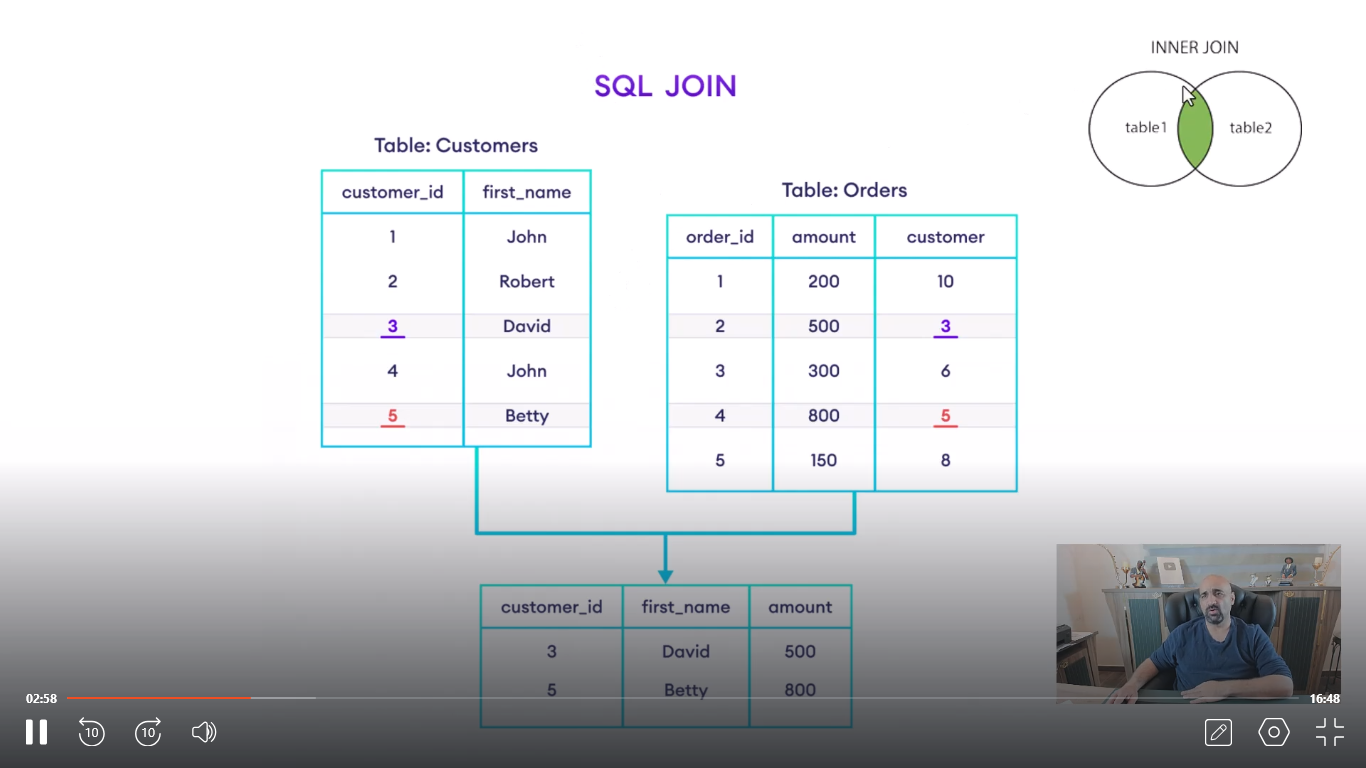 INNER JOIN
table1 table2
SQL JOIN
Table: Customers
customer_id first_name
1 John
2 Robert
3 David
4 John
5 Betty
Table: Orders
order_id amount customer
1 200 10
2 500 3
3 300 6
4 800 5
5 150 8
customer_id first_name amount
3 David 500
5 Betty 800
02:58 16:48
10 10